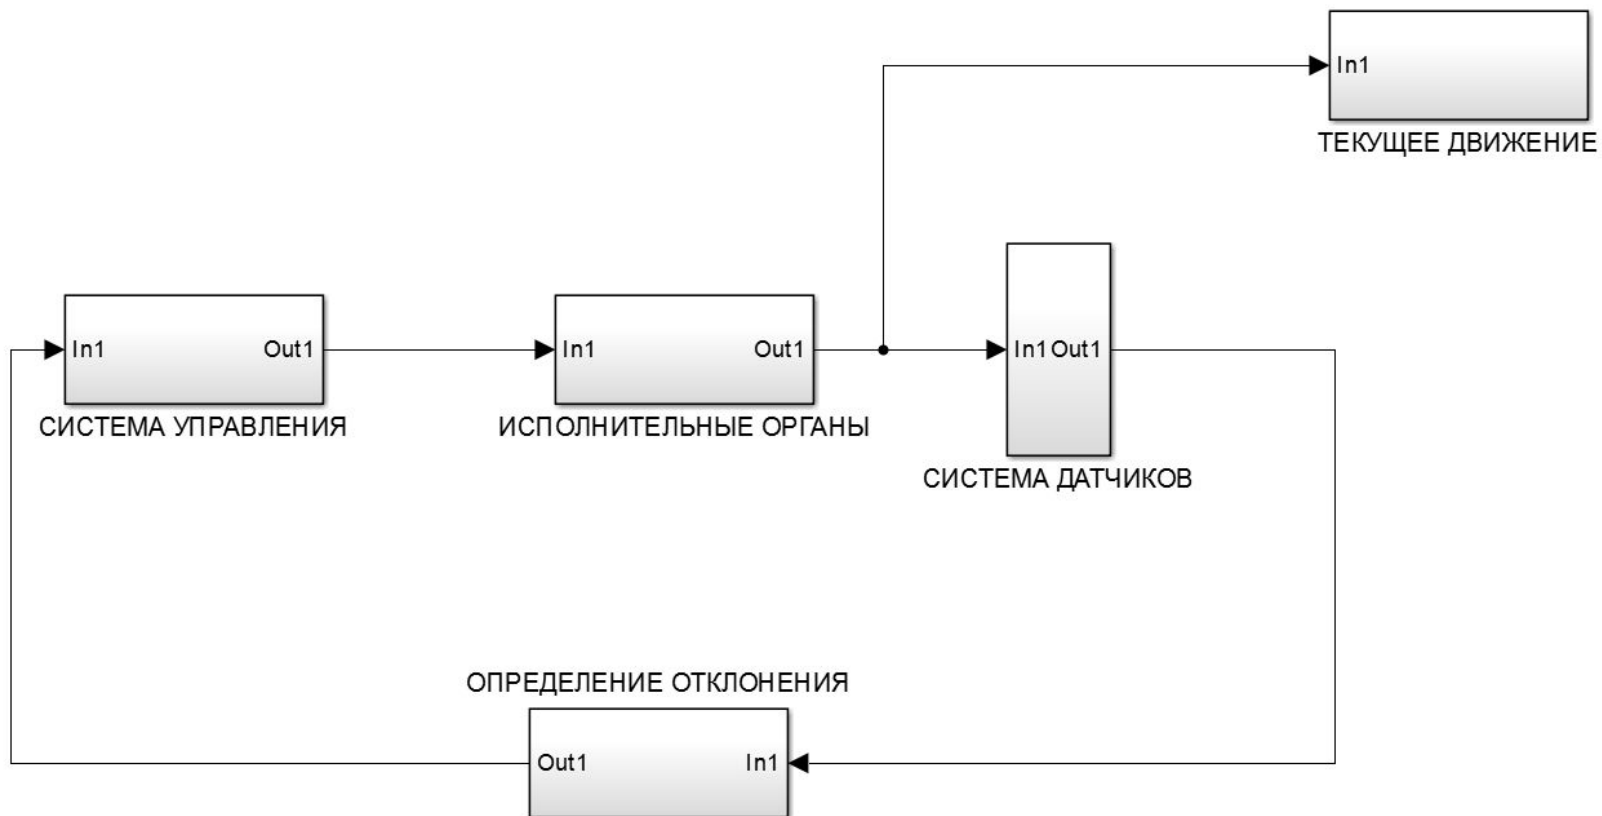 In1
ТЕКУЩЕЕ ДВИЖЕНИЕ
In1 Out1
СИСТЕМА УПРАВЛЕНИЯ
In1 Out1
ИСПОЛНИТЕЛЬНЫЕ ОРГАНЫ
In1 Out1
СИСТЕМА ДАТЧИКОВ
ОПРЕДЕЛЕНИЕ ОТКЛОНЕНИЯ
Out1 In1